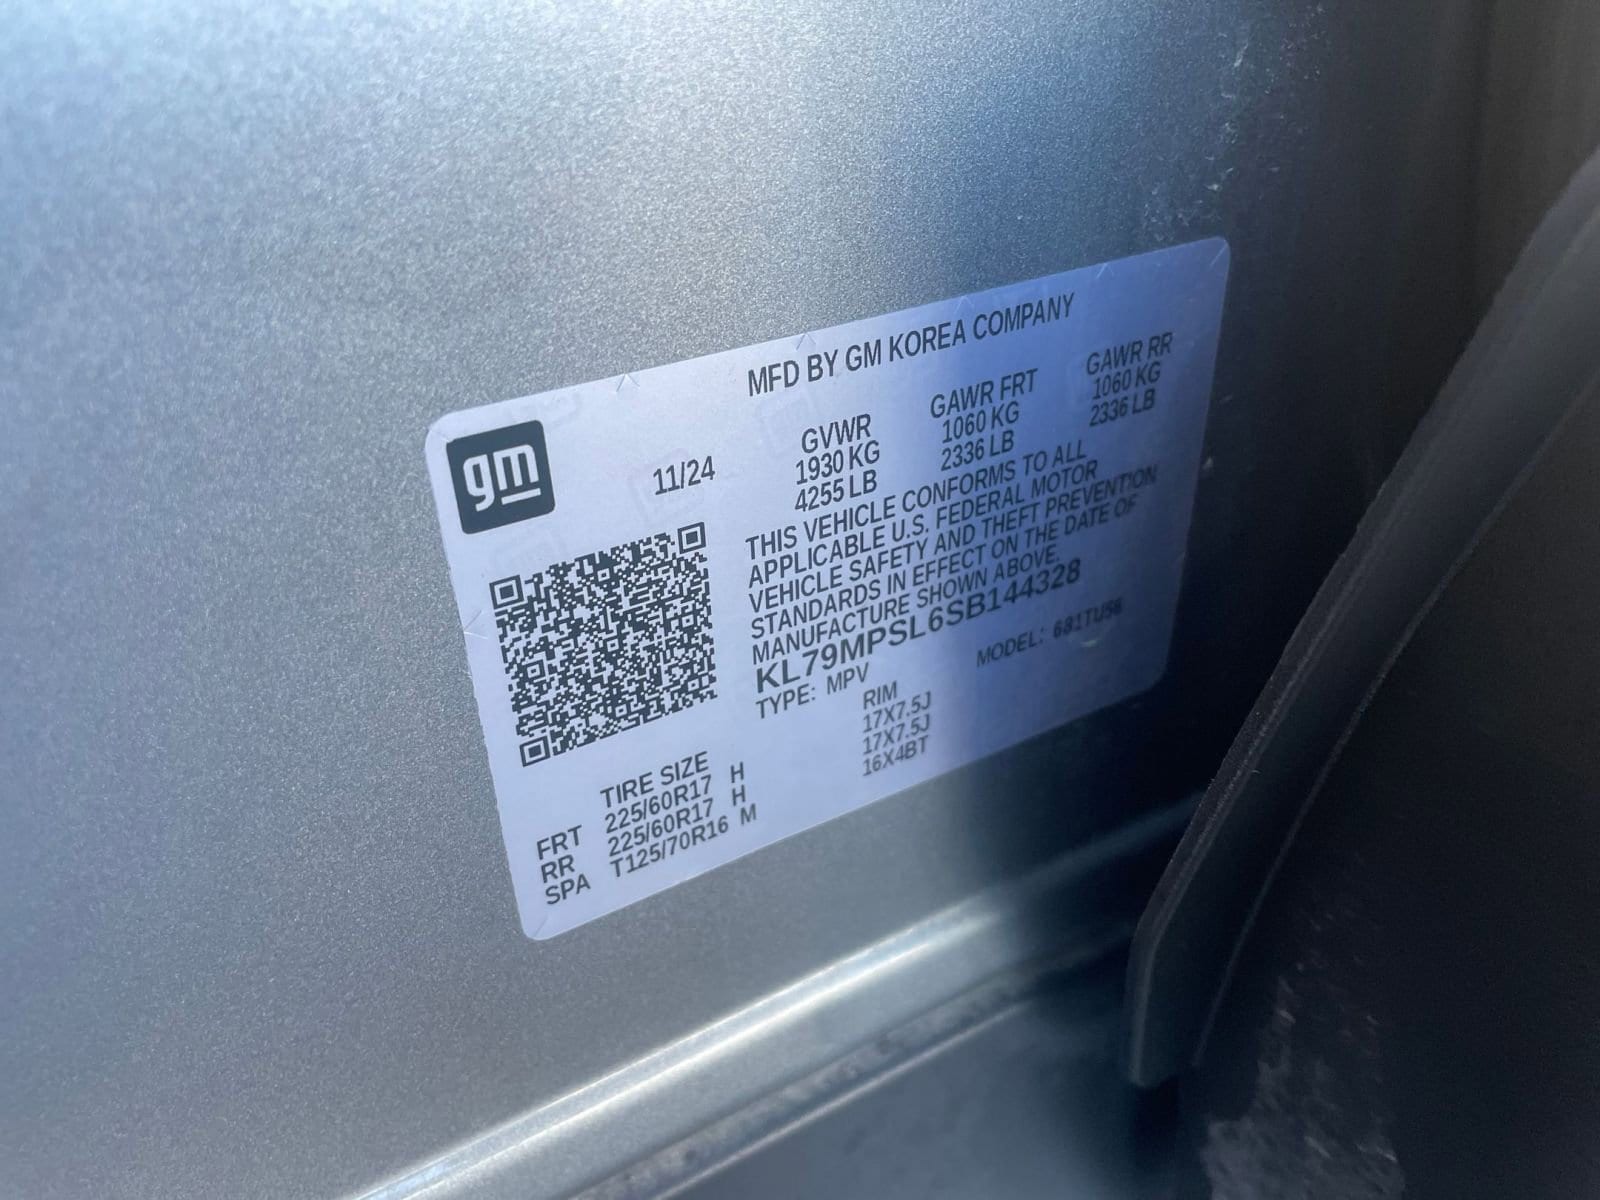 MFD BY GM KOREA COMPANY
gm
11/24
GVWR GAWR FRT GAWR RR
1930 KG 1060 KG 1060 KG
4255 LB 2336 LB 2336 LB
THIS VEHICLE CONFORMS TO ALL
APPLICABLE U.S. FEDERAL MOTOR
VEHICLE SAFETY AND THEFT PREVENTION
STANDARDS IN EFFECT ON THE DATE OF
MANUFACTURE SHOWN ABOVE.
KL79MPSL6SB144328
TYPE: MPV MODEL: 681TU56
TIRE SIZE RIM
FRT 225/60R17 H 17X7.5J
RR 225/60R17 H 17X7.5J
SPA T125/70R16 M 16X4BT